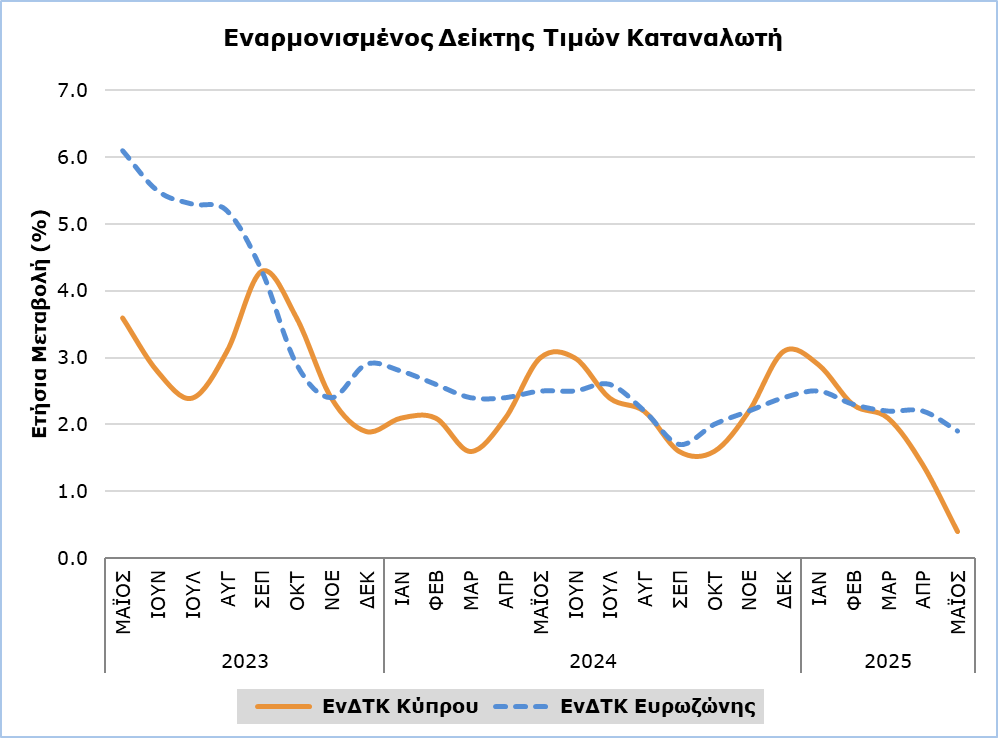 Εναρμονισμένος Δείκτης Τιμών Καταναλωτή
Ετήσια Μεταβολή (%)
7.0
6.0
5.0
4.0
3.0
2.0
1.0
0.0
ΜΑΪΟΣ ΙΟΥΝ ΙΟΥΛ ΑΥΓ ΣΕΠ ΟΚΤ ΝΟΕ ΔΕΚ ΙΑΝ ΦΕΒ ΜΑΡ ΑΠΡ ΜΑΪΟΣ ΙΟΥΝ ΙΟΥΛ ΑΥΓ ΣΕΠ ΟΚΤ ΝΟΕ ΔΕΚ ΙΑΝ ΦΕΒ ΜΑΡ ΑΠΡ ΜΑΪΟΣ
2023 2024 2025
ΕνΔΤΚ Κύπρου ΕνΔΤΚ Ευρωζώνης